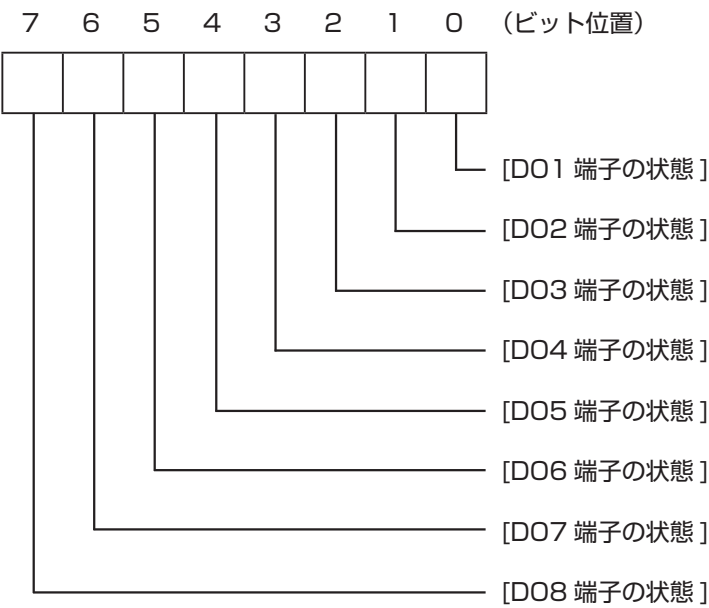 7 6 5 4 3 2 1 0 （ビット位置）
[DO1 端子の状態 ]
[DO2 端子の状態 ]
[DO3 端子の状態 ]
[DO4 端子の状態 ]
[DO5 端子の状態 ]
[DO6 端子の状態 ]
[DO7 端子の状態 ]
[DO8 端子の状態 ]